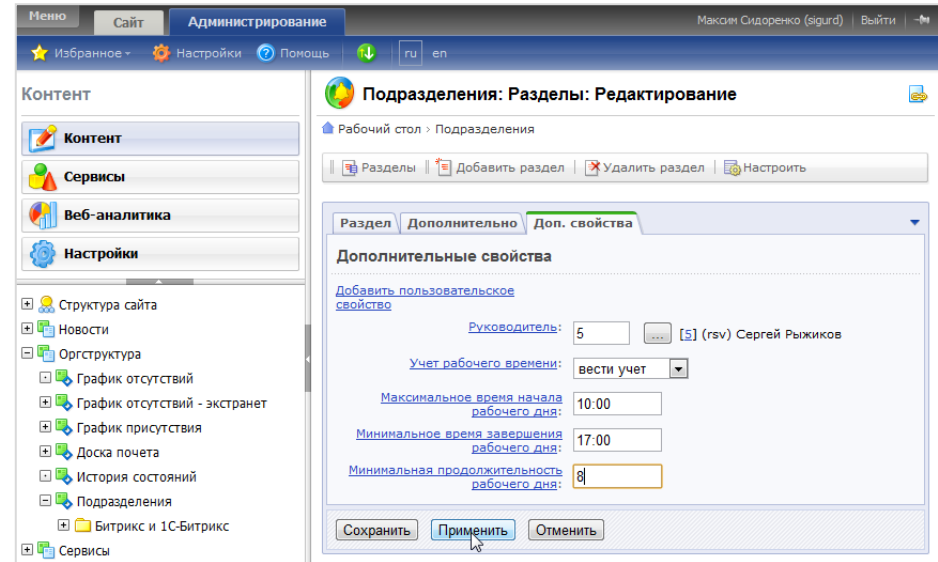 Меню
Сайт
Администрирование
Максим Сидоренко (sigurd)
Выйти
Избранное
Настройки
Помощь
ru
en
Контент
Контент
Сервисы
Веб-аналитика
Настройки
Структура сайта
Новости
Оргструктура
График отсутствий
График отсутствий - экстранет
График присутствия
Доска почета
История состояний
Подразделения
Битрикс и 1С-Битрикс
Сервисы
Подразделения: Разделы: Редактирование
Рабочий стол › Подразделения
Разделы
Добавить раздел
Удалить раздел
Настроить
Раздел
Дополнительно
Доп. свойства
Дополнительные свойства
Добавить пользовательское
свойство
Руководитель: 5 ... [5] (rsv) Сергей Рыжиков
Учет рабочего времени: вести учет
Максимальное время начала
рабочего дня: 10:00
Минимальное время завершения
рабочего дня: 17:00
Минимальная продолжительность
рабочего дня: 8
Сохранить
Применить
Отменить